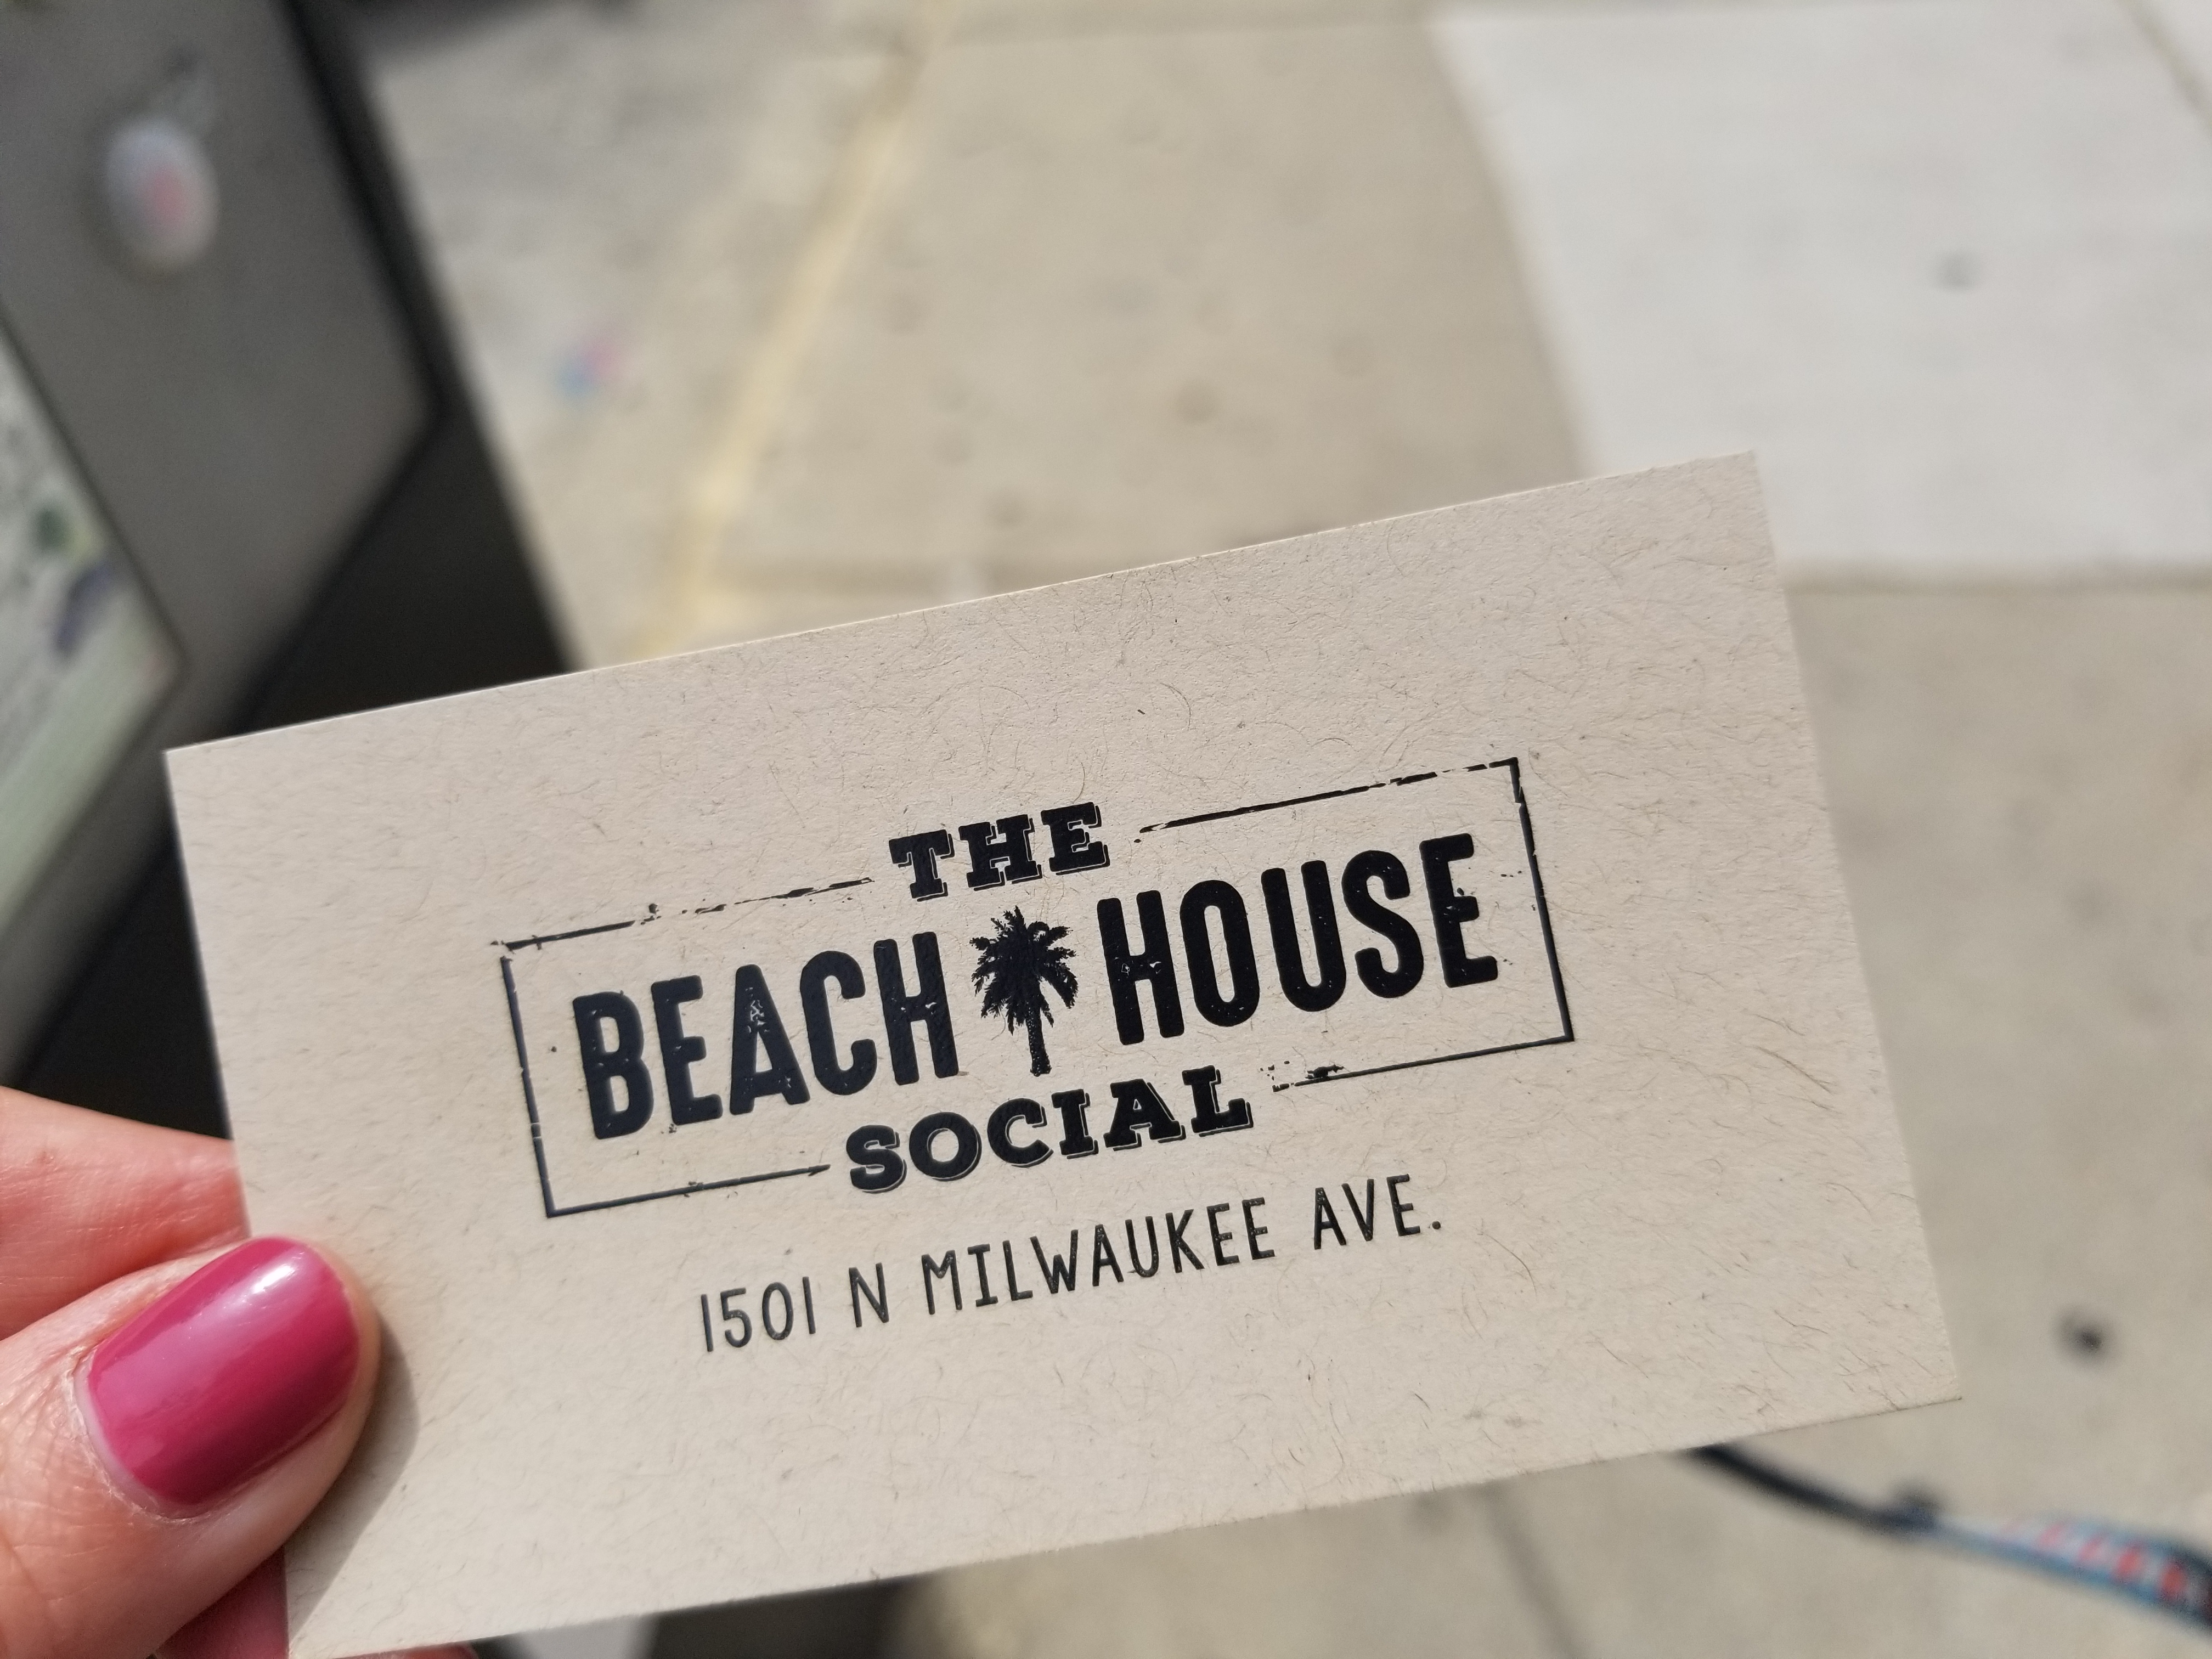 THE
BEACH HOUSE
SOCIAL
1501 N MILWAUKEE AVE.